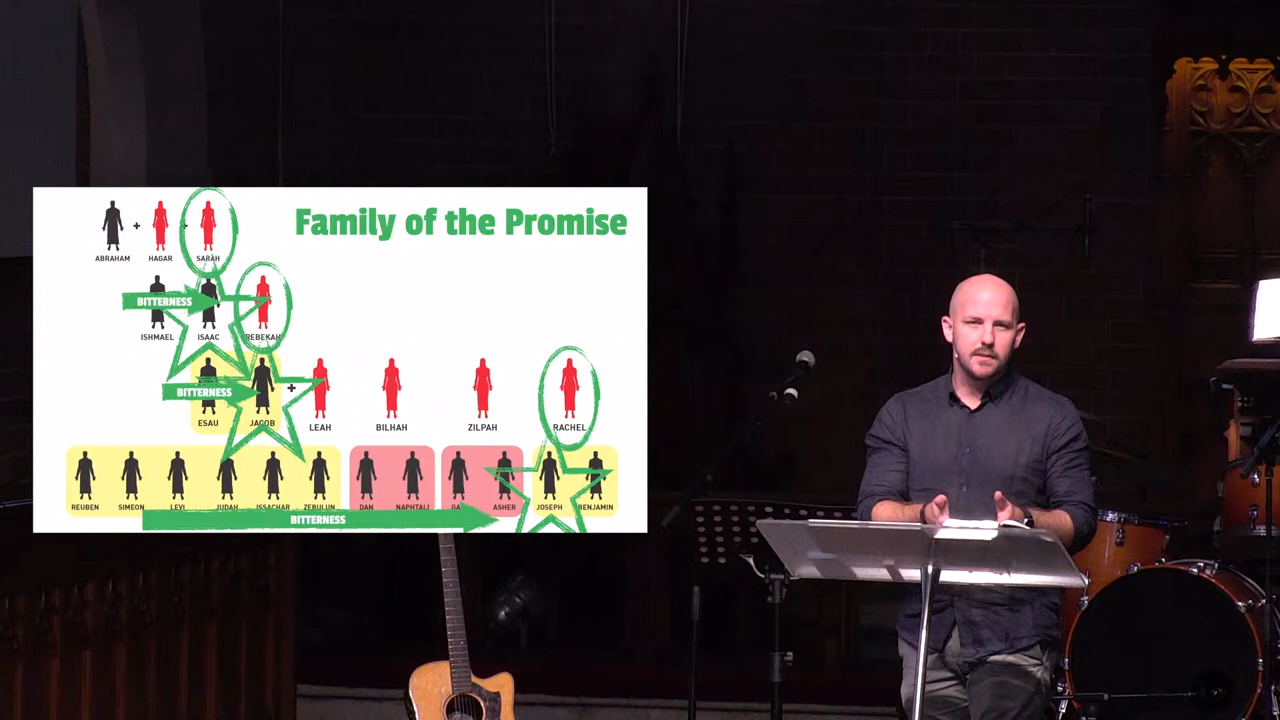 Family of the Promise
ABRAHAM + HAGAR + SARAH
BITTERNESS
ISHMAEL ISAAC REBEKAH
BITTERNESS +
ESAU JACOB LEAH BILHAH ZILPAH RACHEL
REUBEN SIMEON LEVI JUDAH ISSACHAR ZEBULUN DAN NAPHTALI GA ASHER JOSEPH BENJAMIN
BITTERNESS